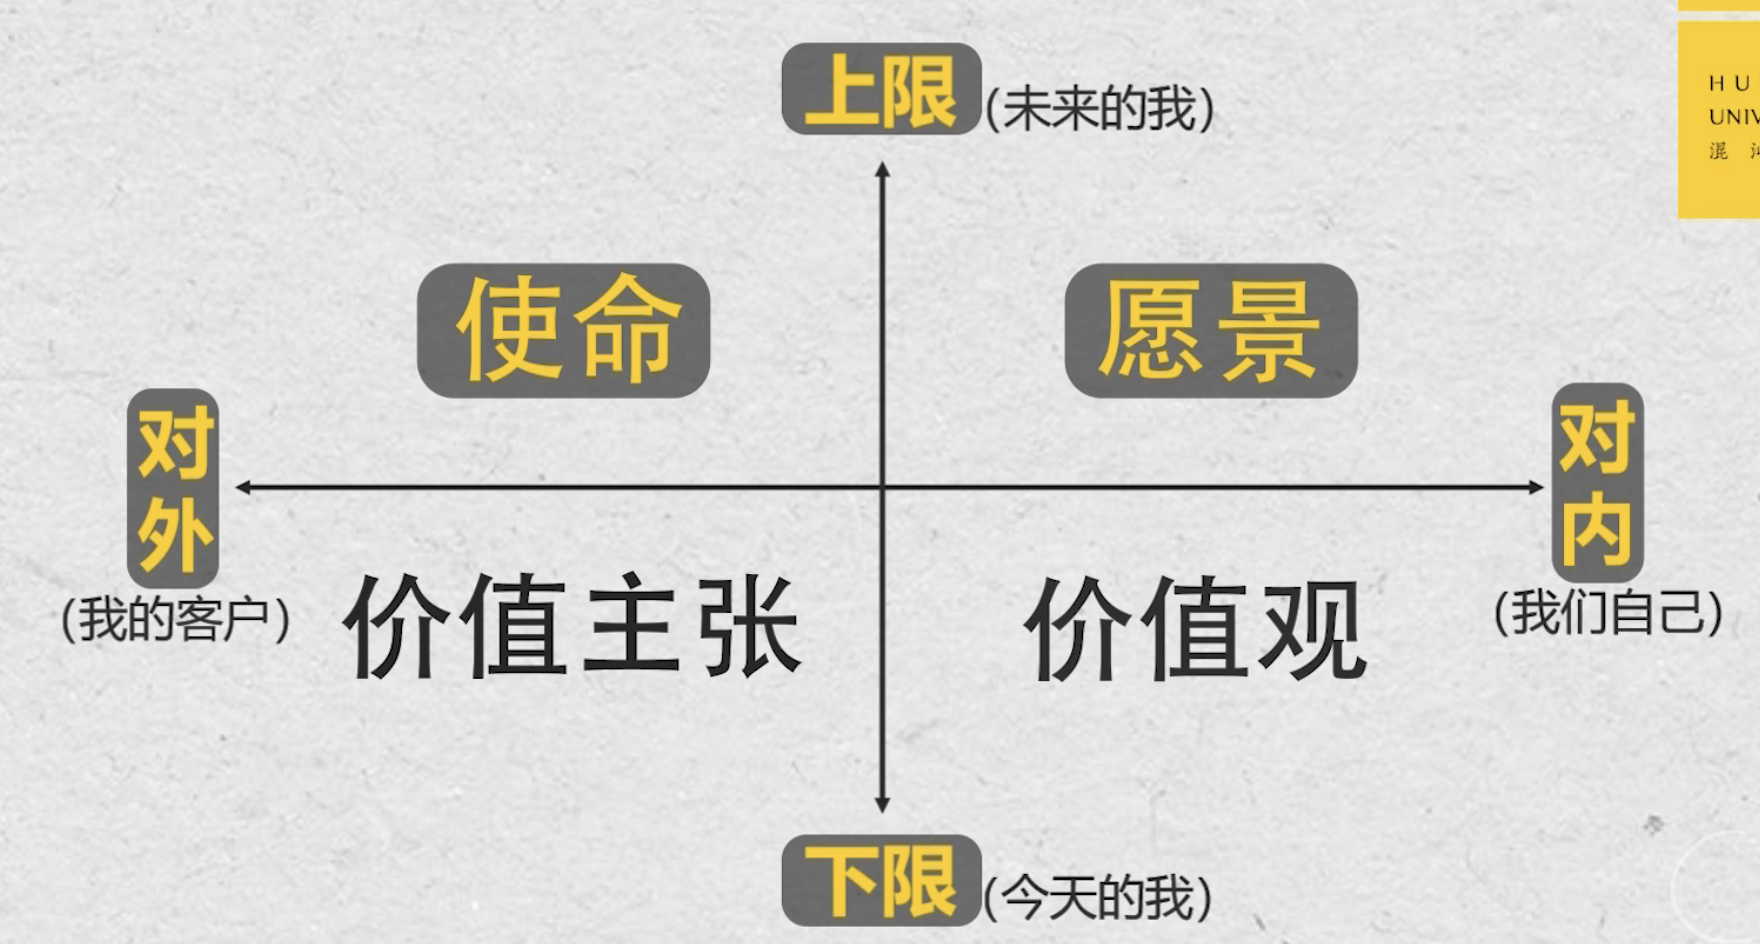 上限 (未来的我)
H U
UNIV
混
使命
愿景
对外
(我的客户)
对内
(我们自己)
价值主张
价值观
下限 (今天的我)